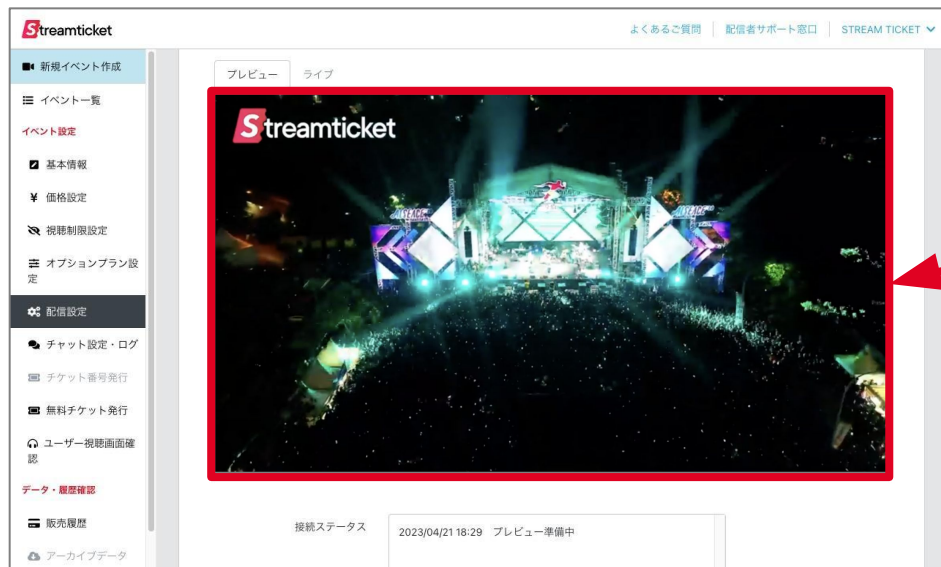 Streamticket
よくあるご質問
配信者サポート窓口
STREAM TICKET
新規イベント作成
イベント一覧
イベント設定
基本情報
¥ 価格設定
視聴制限設定
オプションプラン設
定
配信設定
チャット設定・ログ
チケット番号発行
無料チケット発行
ユーザー視聴画面確
認
データ・履歴確認
販売履歴
アーカイブデータ
プレビュー
ライブ
Streamticket
接続ステータス
2023/04/21 18:29 プレビュー準備中